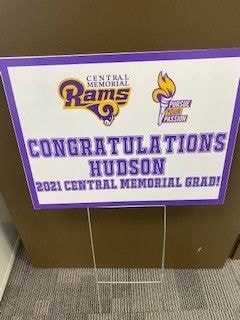 CENTRAL
MEMORIAL
Rams
PURSUE
YOUR
PASSION
CONGRATULATIONS
HUDSON
2021 CENTRAL MEMORIAL GRAD!